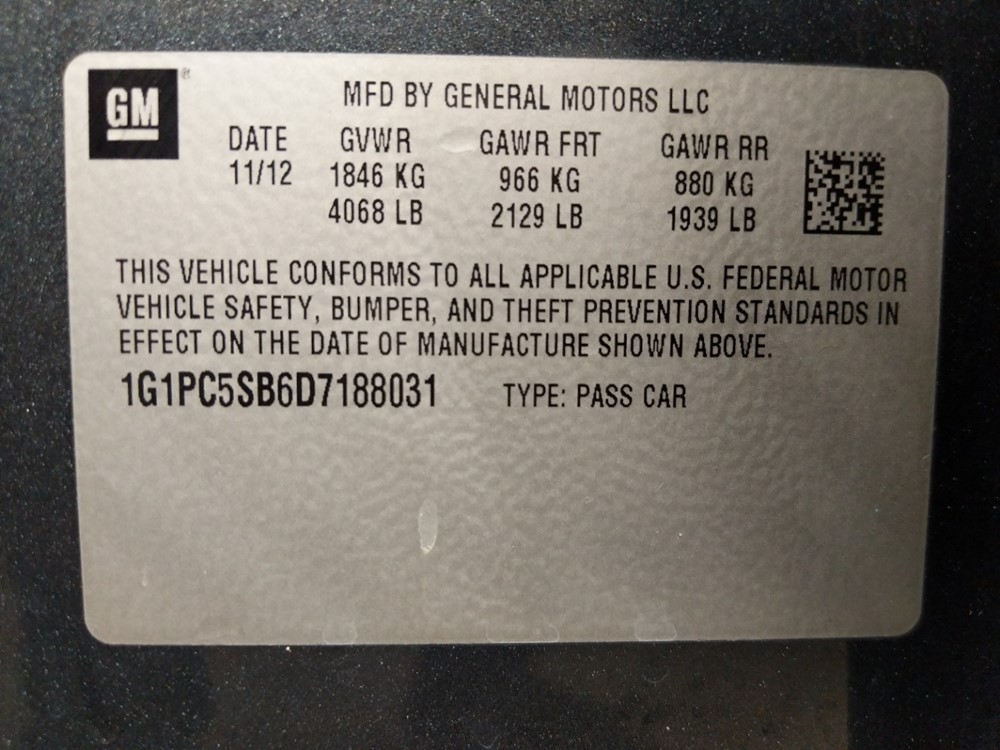 GM®
MFD BY GENERAL MOTORS LLC
DATE GVWR GAWR FRT GAWR RR
11/12 1846 KG 966 KG 880 KG
4068 LB 2129 LB 1939 LB
THIS VEHICLE CONFORMS TO ALL APPLICABLE U.S. FEDERAL MOTOR
VEHICLE SAFETY, BUMPER, AND THEFT PREVENTION STANDARDS IN
EFFECT ON THE DATE OF MANUFACTURE SHOWN ABOVE.
1G1PC5SB6D7188031 TYPE: PASS CAR